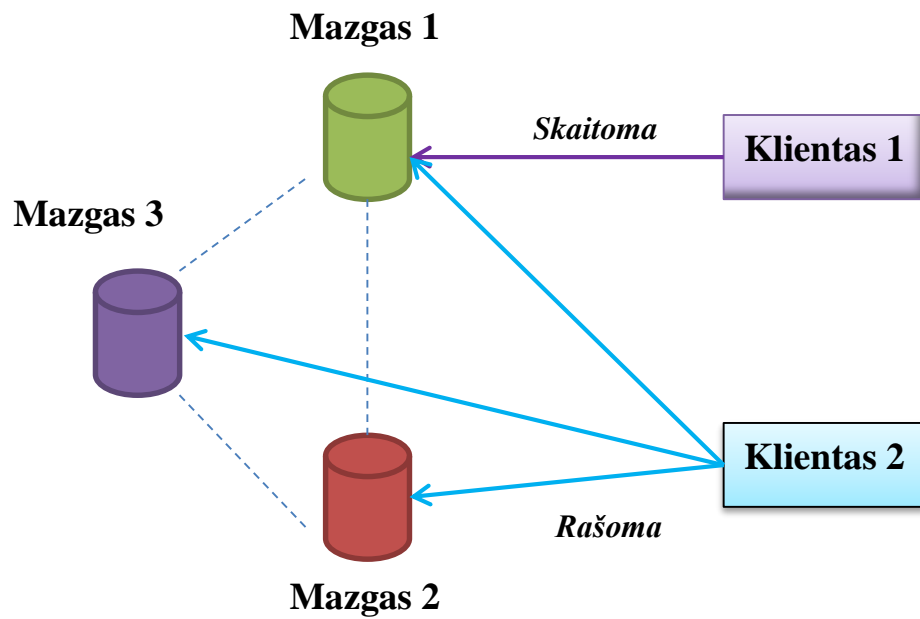 Mazgas 1
Skaitoma
Klientas 1
Mazgas 3
Klientas 2
Rašoma
Mazgas 2